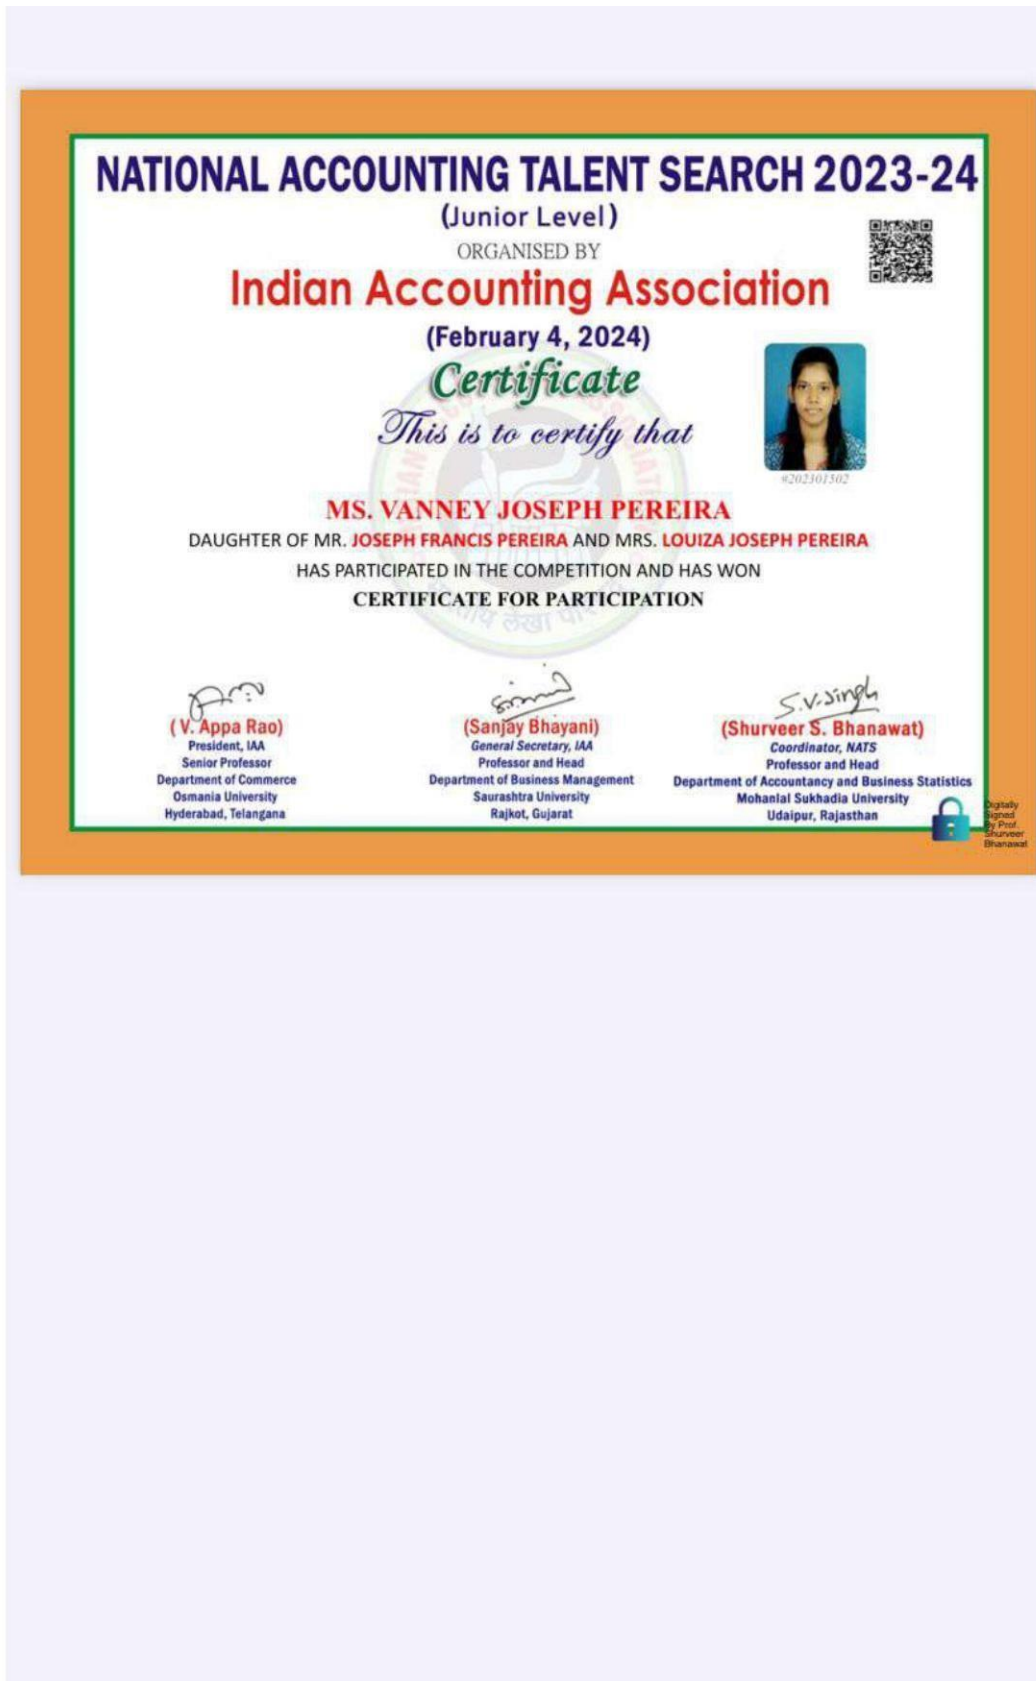 NATIONAL ACCOUNTING TALENT SEARCH 2023-24
(Junior Level)
ORGANISED BY
Indian Accounting Association
(February 4, 2024)
Certificate
This is to certify that
#202301502
MS. VANNEY JOSEPH PEREIRA
DAUGHTER OF MR. JOSEPH FRANCIS PEREIRA AND MRS. LOUIZA JOSEPH PEREIRA
HAS PARTICIPATED IN THE COMPETITION AND HAS WON
CERTIFICATE FOR PARTICIPATION
लेखा
S.V.Singh
( V. Appa Rao)
President, IAA
Senior Professor
Department of Commerce
Osmania University
Hyderabad, Telangana
(Sanjay Bhayani)
General Secretary, IAA
Professor and Head
Department of Business Management
Saurashtra University
Rajkot, Gujarat
(Shurveer S. Bhanawat)
Coordinator, NATS
Professor and Head
Department of Accountancy and Business Statistics
Mohanlal Sukhadia University
Udaipur, Rajasthan
Digitally
Signed
By Prof.
Shurveer
Bhanawat